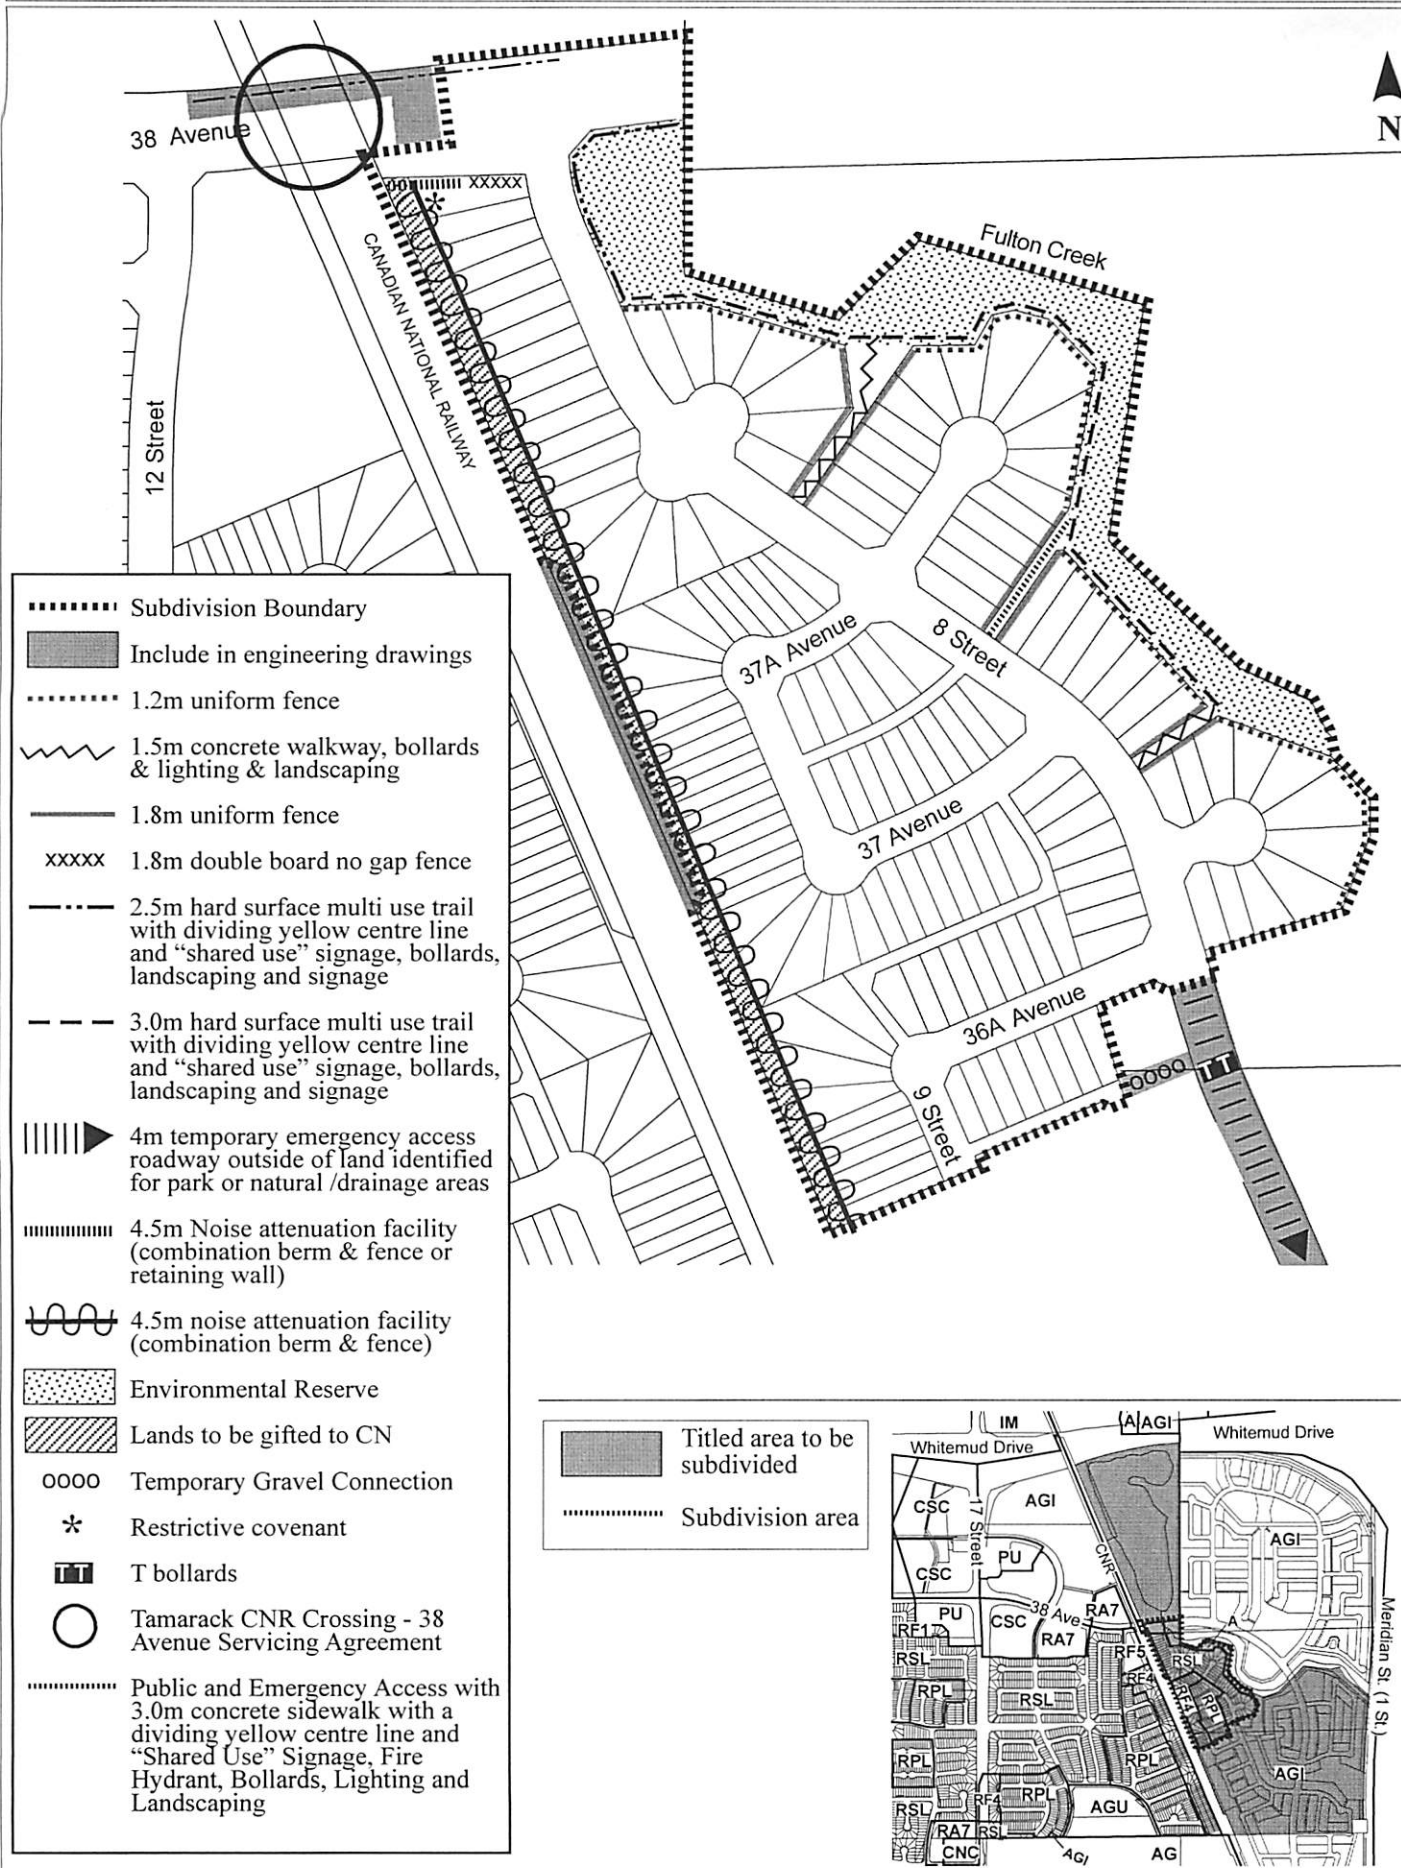 N
38 Avenue
XXXXX
*
Fulton Creek
CANADIAN NATIONAL RAILWAY
12 Street
37A Avenue
8 Street
37 Avenue
36A Avenue
9 Street
OOOO
TT
Subdivision Boundary
Include in engineering drawings
1.2m uniform fence
1.5m concrete walkway, bollards
& lighting & landscaping
1.8m uniform fence
XXXXX 1.8m double board no gap fence
2.5m hard surface multi use trail
with dividing yellow centre line
and “shared use” signage, bollards,
landscaping and signage
3.0m hard surface multi use trail
with dividing yellow centre line
and “shared use” signage, bollards,
landscaping and signage
4m temporary emergency access
roadway outside of land identified
for park or natural /drainage areas
4.5m Noise attenuation facility
(combination berm & fence or
retaining wall)
4.5m noise attenuation facility
(combination berm & fence)
Environmental Reserve
Lands to be gifted to CN
OOOO Temporary Gravel Connection
* Restrictive covenant
TT T bollards
Tamarack CNR Crossing - 38
Avenue Servicing Agreement
Public and Emergency Access with
3.0m concrete sidewalk with a
dividing yellow centre line and
“Shared Use” Signage, Fire
Hydrant, Bollards, Lighting and
Landscaping
Titled area to be
subdivided
Subdivision area
IM
A AGI
Whitemud Drive
Whitemud Drive
CSC
17 Street
AGI
CNR
AGI
PU
CSC
PU
CSC
38 Ave
RA7
RA7
RF1
A
RSL
RF5
RSL
RF4
RPL
RSL
RF4
RPL
Meridian St. (1 St.)
RPL
RPL
AGI
RSL
RF4
RPL
AGU
RA7
RSL
CNC
AGI
AG